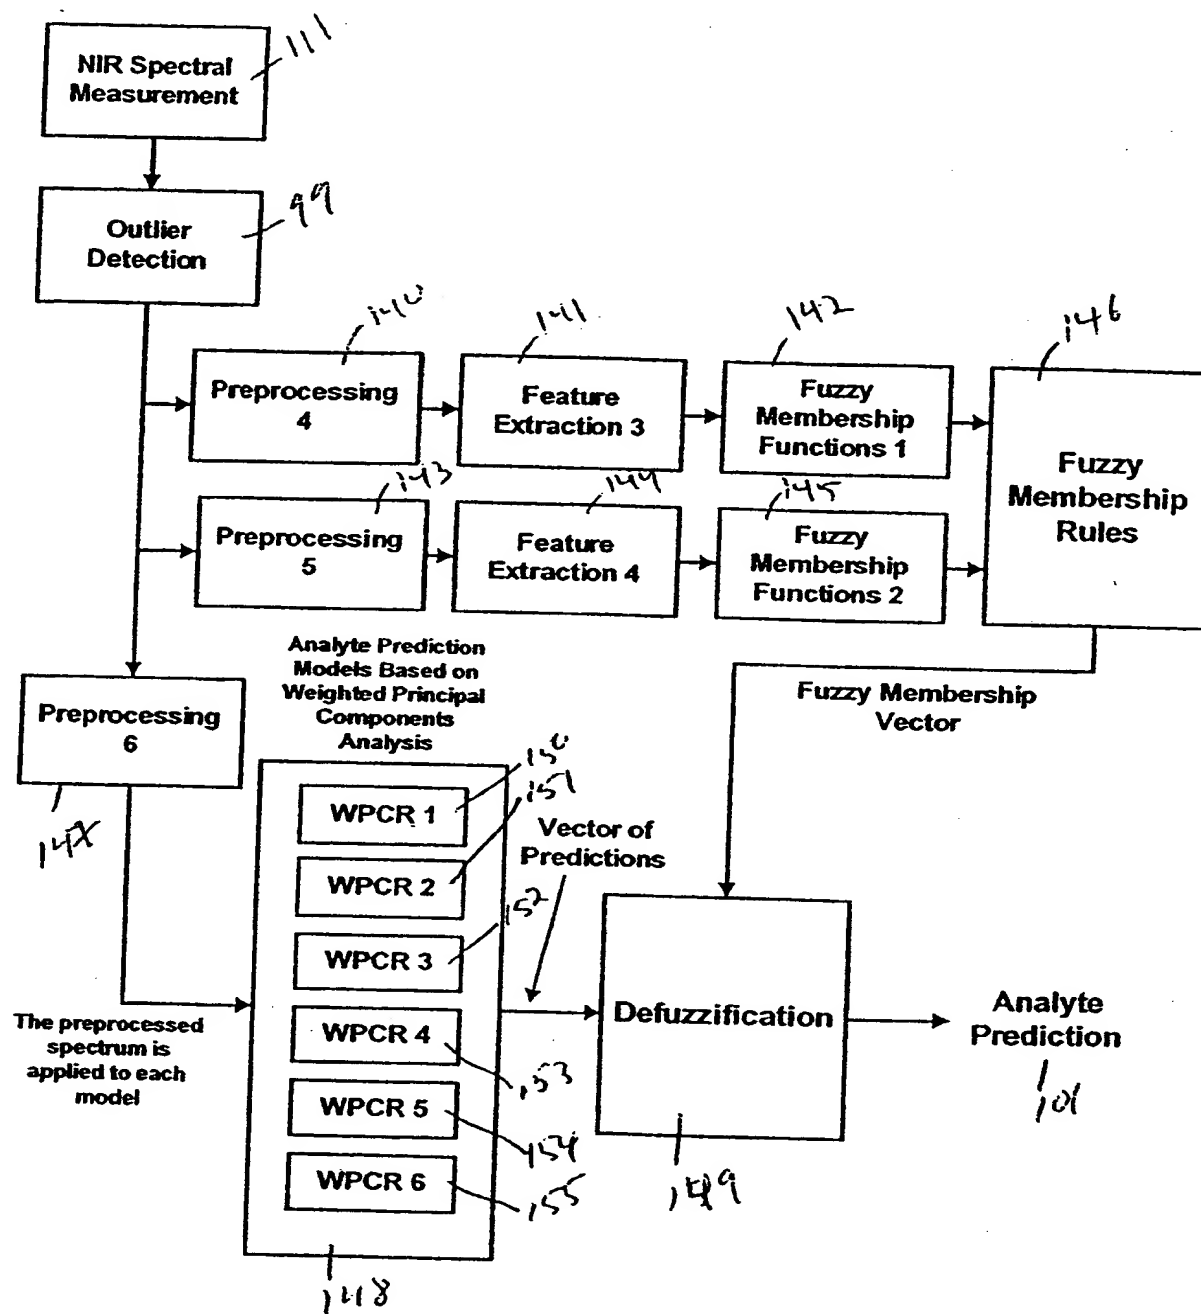 NIR Spectral
Measurement
111
Outlier
Detection
99
140
141
142
146
Preprocessing
4
Feature
Extraction 3
Fuzzy
Membership
Functions 1
Fuzzy
Membership
Rules
143
144
145
Preprocessing
5
Feature
Extraction 4
Fuzzy
Membership
Functions 2
Analyte Prediction
Models Based on
Weighted Principal
Components
Analysis
Fuzzy Membership
Vector
Preprocessing
6
147
WPCR 1
150
WPCR 2
151
WPCR 3
152
WPCR 4
153
WPCR 5
154
WPCR 6
155
148
Vector of
Predictions
Defuzzification
149
Analyte
Prediction
101
The preprocessed
spectrum is
applied to each
model